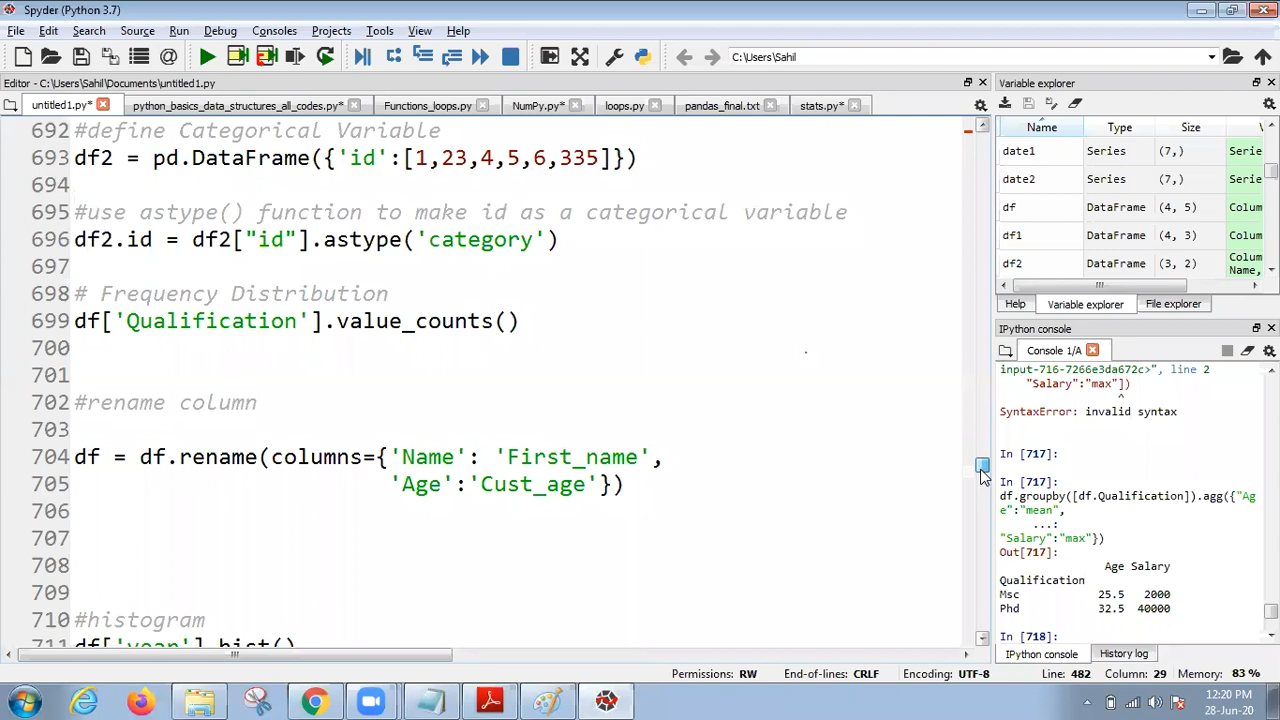 Spyder (Python 3.7)
File Edit Search Source Run Debug Consoles Projects Tools View Help
C:\Users\Sahil
Editor - C:\Users\Sahil\Documents\untitled1.py
untitled1.py* python_basics_data_structures_all_codes.py* Functions_loops.py NumPy.py* loops.py pandas_final.txt stats.py*
692 #define Categorical Variable
693 df2 = pd.DataFrame({'id':[1,23,4,5,6,335]})
694
695 #use astype() function to make id as a categorical variable
696 df2.id = df2["id"].astype('category')
697
698 # Frequency Distribution
699 df['Qualification'].value_counts()
700
701
702 #rename column
703
704 df = df.rename(columns={'Name': 'First_name',
705 'Age':'Cust_age'})
706
707
708
709
710 #histogram
711 df['year'].hist()
Variable explorer
Name Type Size
date1 Series (7,) Serie
date2 Series (7,) Serie
df DataFrame (4, 5) Colum
df1 DataFrame (4, 3) Colum
df2 DataFrame (3, 2) Colum
Name,
Help Variable explorer File explorer
IPython console
Console 1/A
input-716-7266e3da672c>", line 2
"Salary":"max"])
^
SyntaxError: invalid syntax
In [717]:
In [717]:
df.groupby([df.Qualification]).agg({"Ag
e":"mean",
...:
"Salary":"max"})
Out[717]:
Age Salary
Qualification
Msc 25.5 2000
Phd 32.5 40000
In [718]:
IPython console History log
Permissions: RW End-of-lines: CRLF Encoding: UTF-8 Line: 482 Column: 29 Memory: 83 %
12:20 PM
28-Jun-20